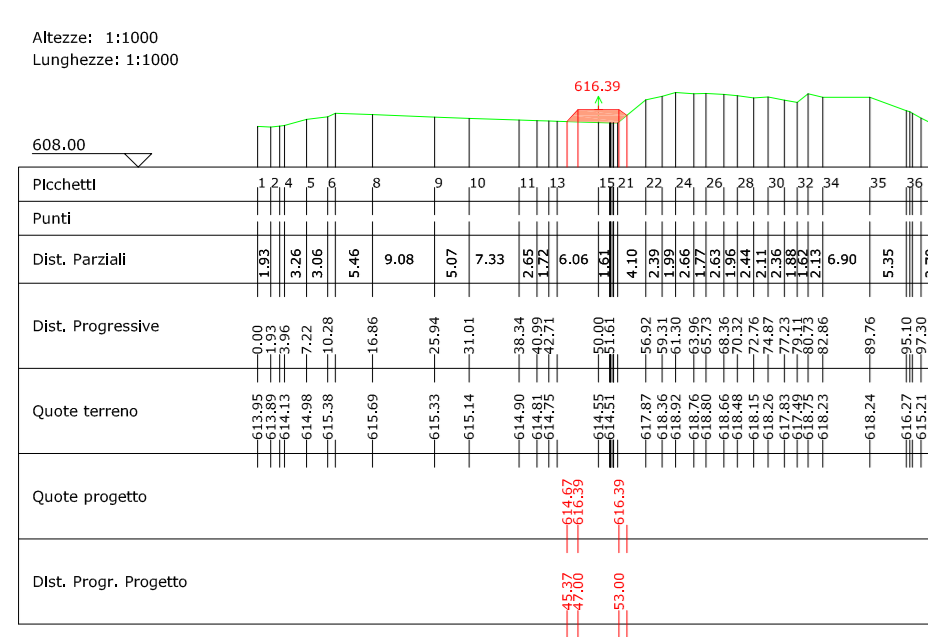 Altezze: 1:1000
Lunghezze: 1:1000
616.39
608.00
Picchetti 1 2 4 5 6 8 9 10 11 12 13 15 21 22 24 26 28 30 32 34 35 36
Punti
Dist. Parziali 1.93 3.26 3.06 5.46 9.08 5.07 7.33 2.65 1.72 6.06 1.61 4.10 2.39 1.99 2.66 1.77 2.63 1.96 2.44 2.11 2.36 1.88 1.62 2.13 6.90 5.35
Dist. Progressive 0.00 1.93 3.96 7.22 10.28 16.86 25.94 31.01 38.34 40.99 42.71 50.00 51.61 56.92 59.31 61.30 63.96 65.73 68.36 70.32 72.76 74.87 77.23 79.11 80.73 82.86 89.76 95.10 97.30
Quote terreno 613.95 613.89 614.13 614.98 615.38 615.69 615.33 615.14 614.90 614.81 614.75 614.55 614.51 617.87 618.36 618.92 618.76 618.80 618.66 618.48 618.15 618.26 617.83 617.49 618.75 618.23 618.24 616.27 615.21
Quote progetto 614.67 616.39 616.39
Dist. Progr. Progetto 45.37 47.00 53.00